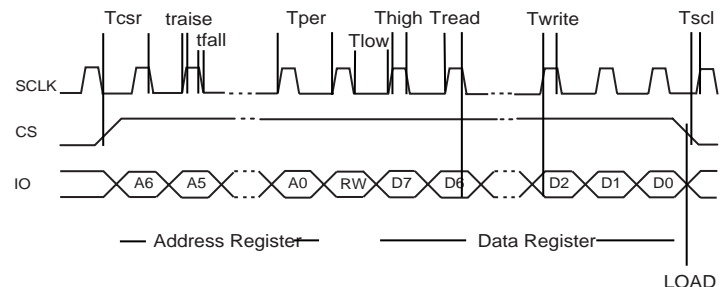 Tcsr traise Tper Thigh Tread Twrite Tscl
tfall Tlow
SCLK
CS
IO A6 A5 A0 RW D7 D6 D2 D1 D0
Address Register Data Register
LOAD